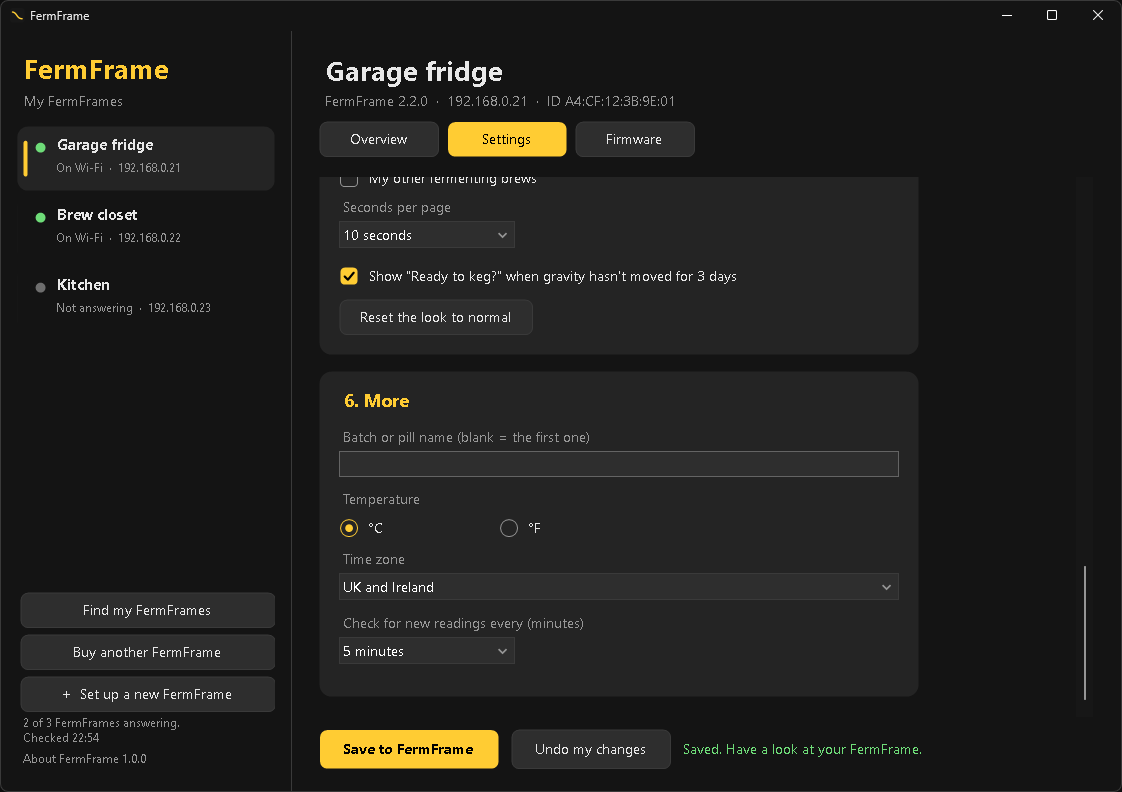 FermFrame
FermFrame
My FermFrames
Garage fridge
On Wi-Fi · 192.168.0.21
Brew closet
On Wi-Fi · 192.168.0.22
Kitchen
Not answering · 192.168.0.23
Find my FermFrames
Buy another FermFrame
+ Set up a new FermFrame
2 of 3 FermFrames answering.
Checked 22:54
About FermFrame 1.0.0
Garage fridge
FermFrame 2.2.0 · 192.168.0.21 · ID A4:CF:12:3B:9E:01
Overview
Settings
Firmware
My other fermenting brews
Seconds per page
10 seconds
Show "Ready to keg?" when gravity hasn't moved for 3 days
Reset the look to normal
6. More
Batch or pill name (blank = the first one)
Temperature
°C
°F
Time zone
UK and Ireland
Check for new readings every (minutes)
5 minutes
Save to FermFrame
Undo my changes
Saved. Have a look at your FermFrame.